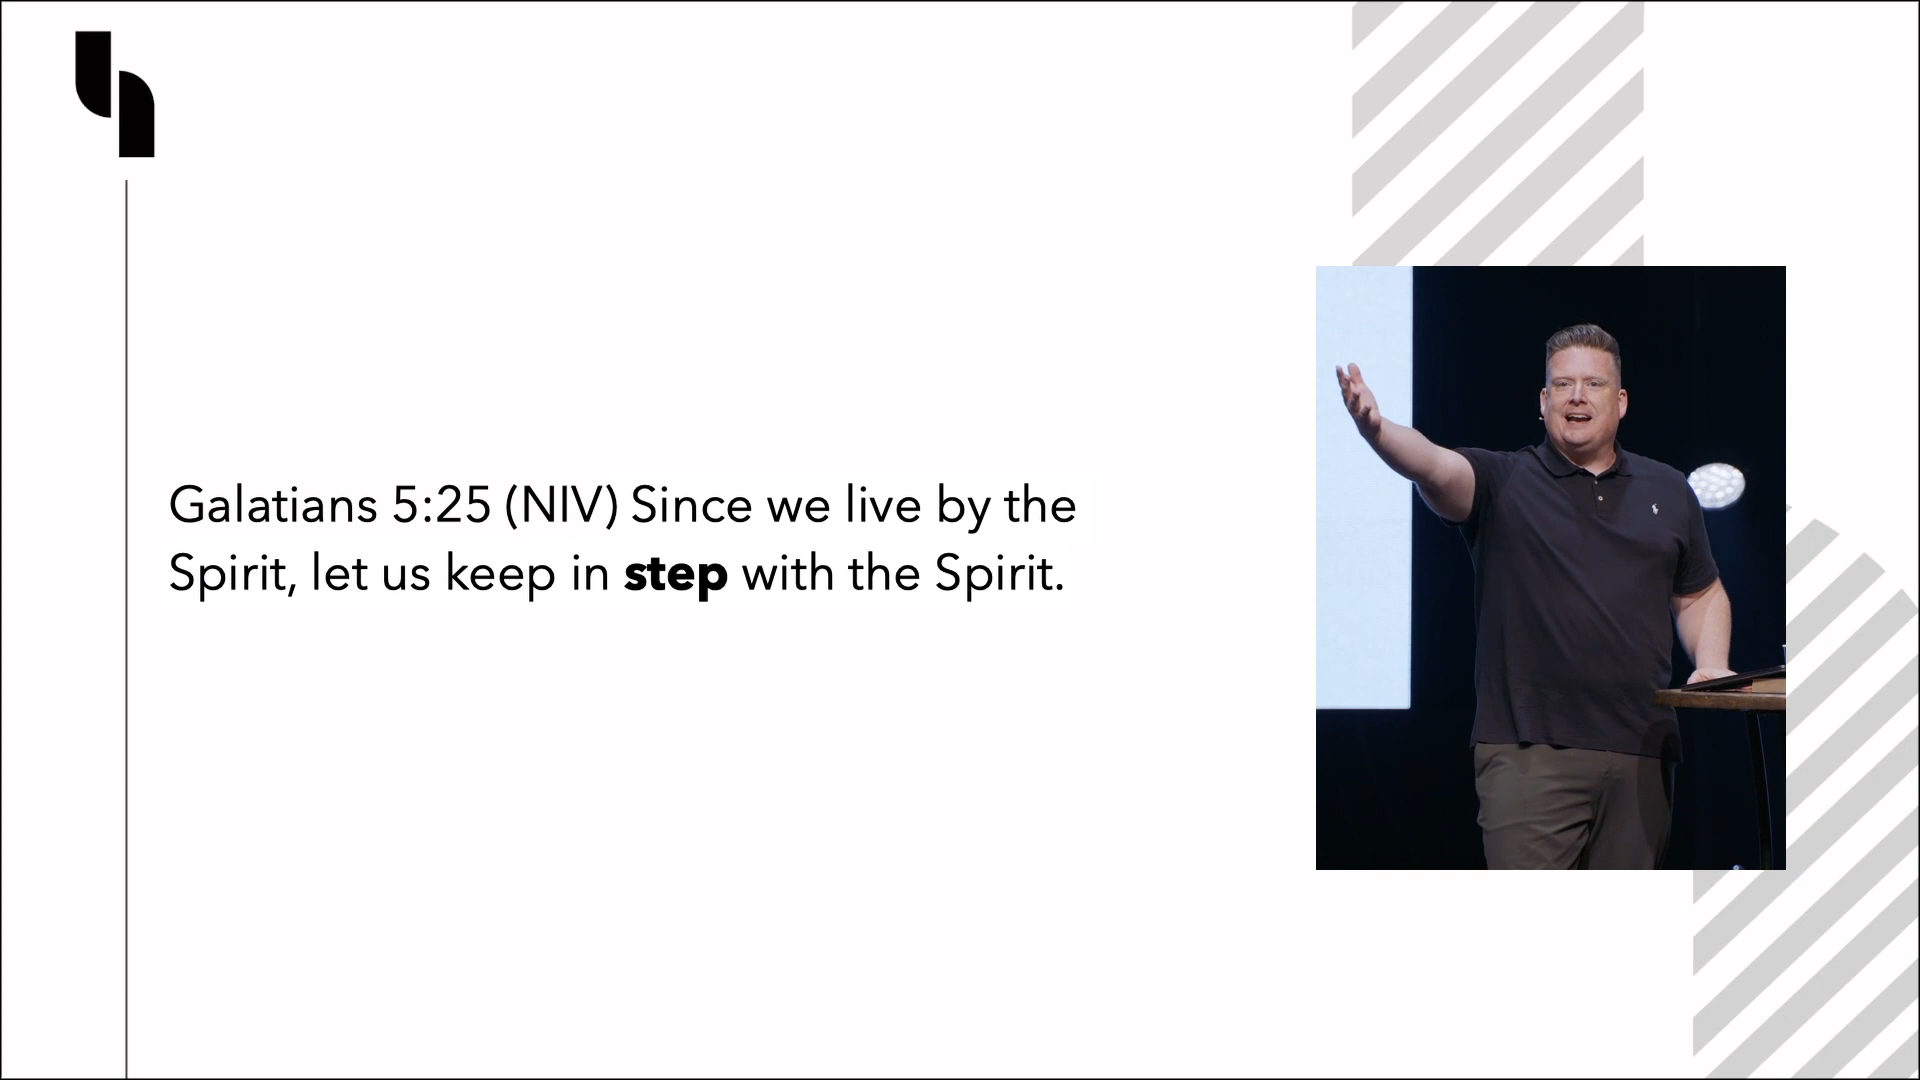 Galatians 5:25 (NIV) Since we live by the
Spirit, let us keep in step with the Spirit.